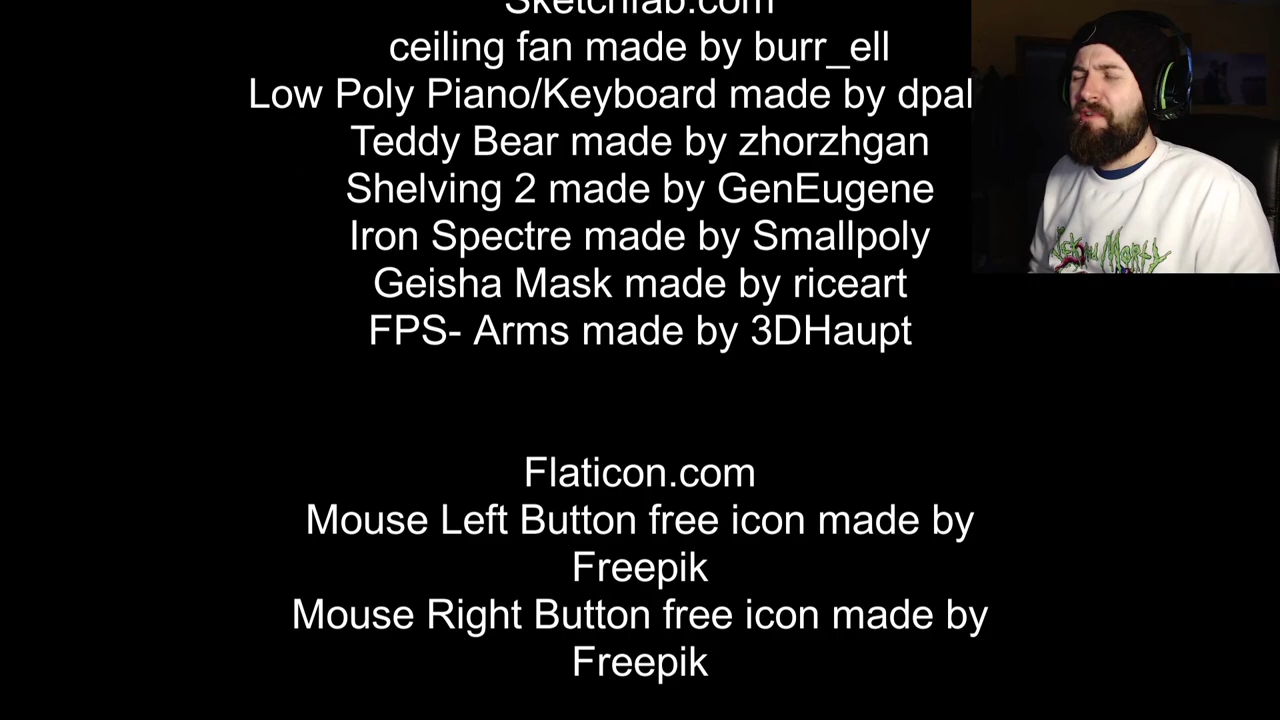 Sketchfab.com
ceiling fan made by burr_ell
Low Poly Piano/Keyboard made by dpal
Teddy Bear made by zhorzhgan
Shelving 2 made by GenEugene
Iron Spectre made by Smallpoly
Geisha Mask made by riceart
FPS- Arms made by 3DHaupt
Flaticon.com
Mouse Left Button free icon made by
Freepik
Mouse Right Button free icon made by
Freepik